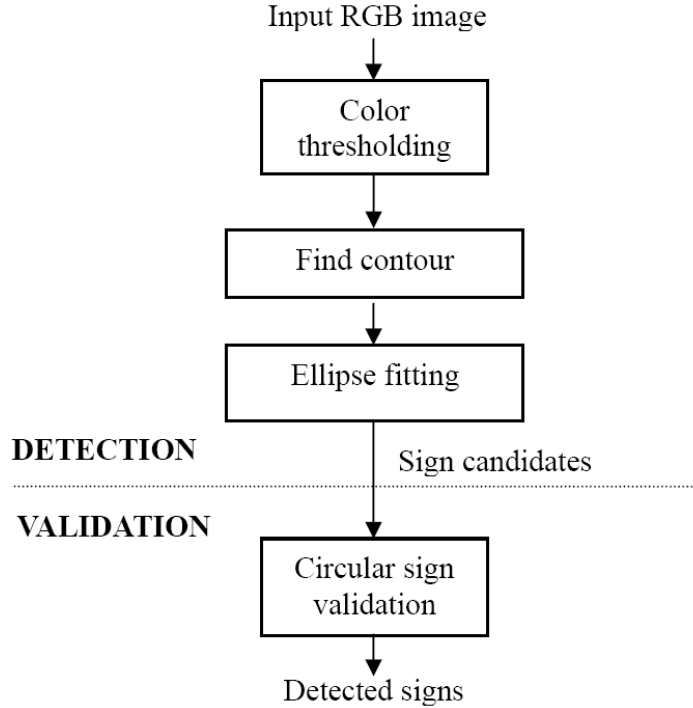 Input RGB image
Color
thresholding
Find contour
Ellipse fitting
DETECTION
Sign candidates
VALIDATION
Circular sign
validation
Detected signs